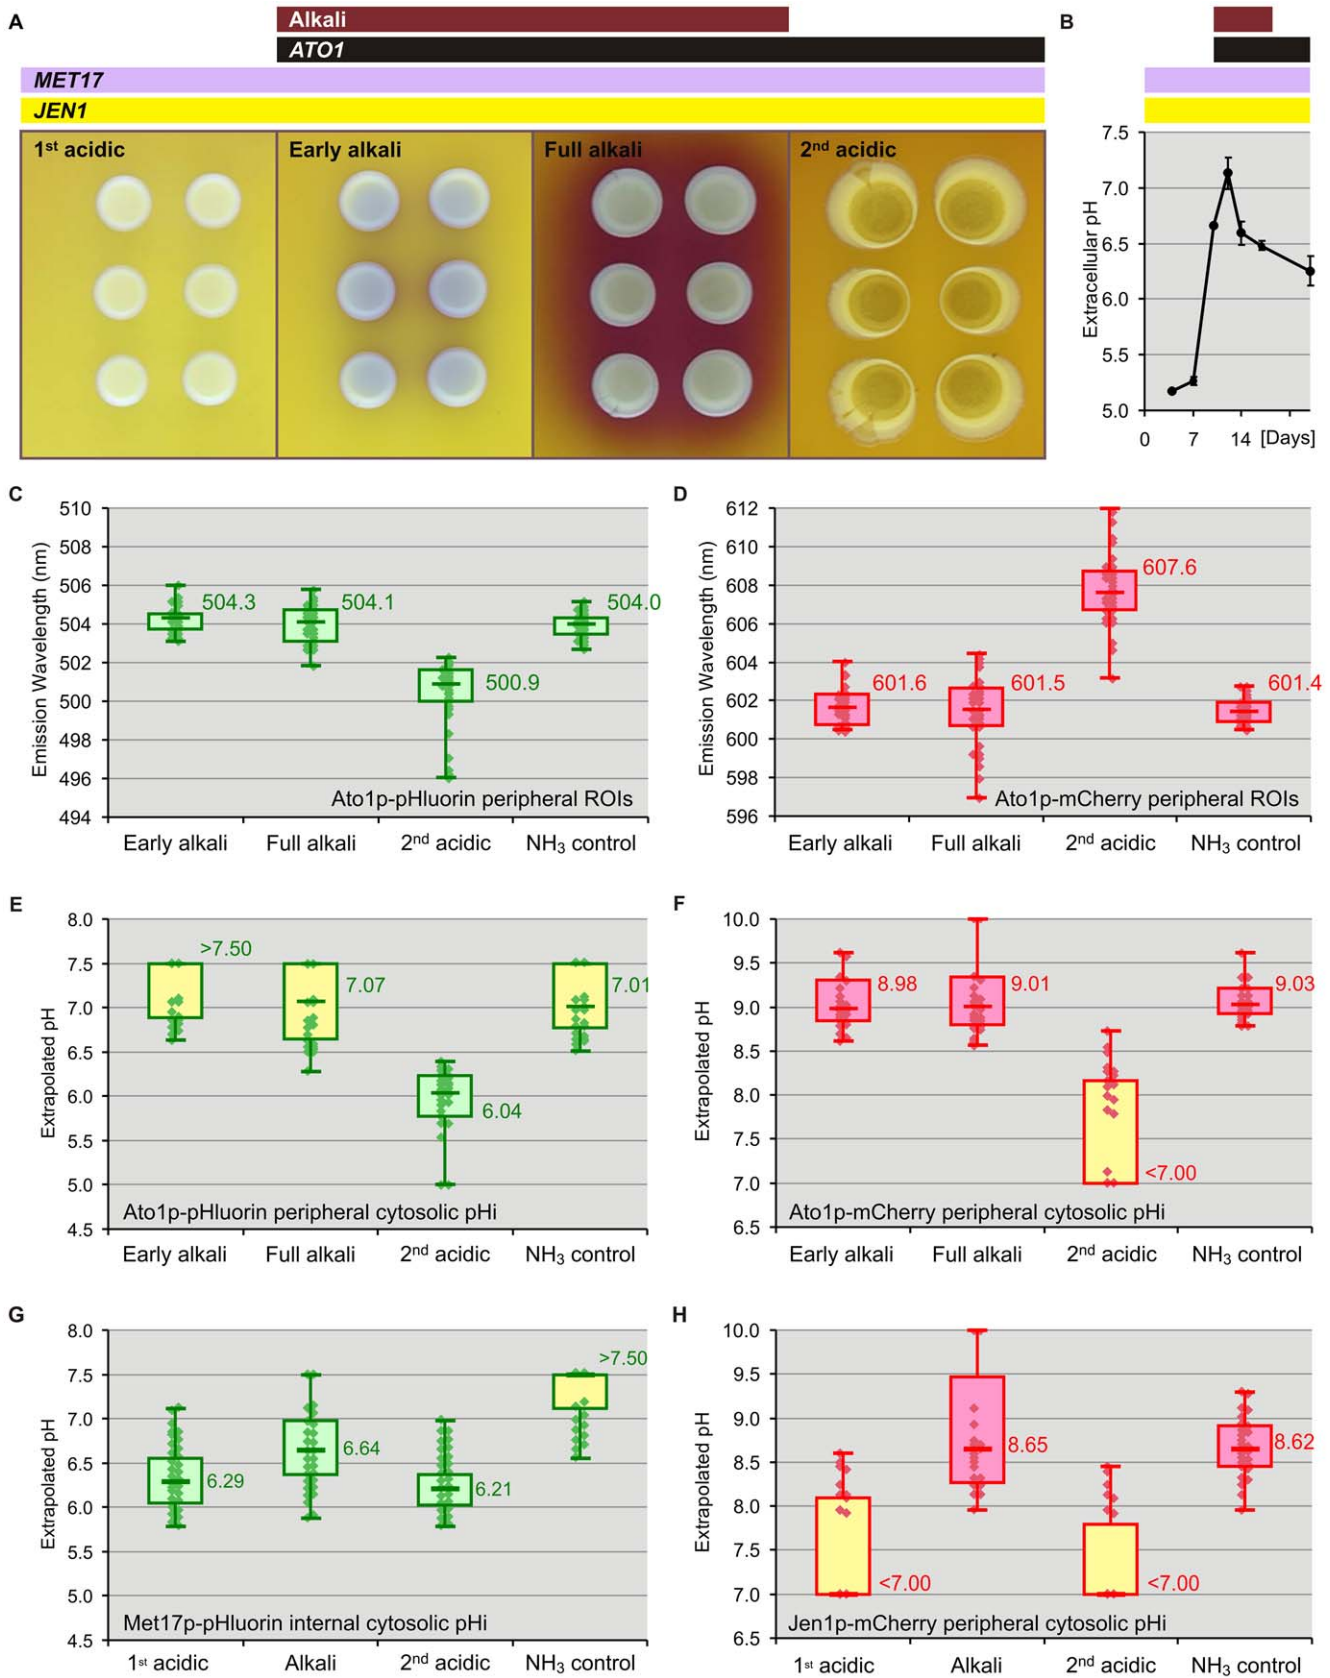 A
Alkali
ATO1
MET17
JEN1
1st acidic
Early alkali
Full alkali
2nd acidic
B
7.5
7.0
6.5
6.0
5.5
5.0
Extracellular pH
0 7 14 [Days]
C
510
508
506
504
502
500
498
496
494
Emission Wavelength (nm)
504.3
504.1
500.9
504.0
Ato1p-pHluorin peripheral ROIs
Early alkali Full alkali 2nd acidic NH3 control
D
612
610
608
606
604
602
600
598
596
Emission Wavelength (nm)
601.6
601.5
607.6
601.4
Ato1p-mCherry peripheral ROIs
Early alkali Full alkali 2nd acidic NH3 control
E
8.0
7.5
7.0
6.5
6.0
5.5
5.0
4.5
Extrapolated pH
>7.50
7.07
6.04
7.01
Ato1p-pHluorin peripheral cytosolic pHi
Early alkali Full alkali 2nd acidic NH3 control
F
10.0
9.5
9.0
8.5
8.0
7.5
7.0
6.5
Extrapolated pH
8.98
9.01
<7.00
9.03
Ato1p-mCherry peripheral cytosolic pHi
Early alkali Full alkali 2nd acidic NH3 control
G
8.0
7.5
7.0
6.5
6.0
5.5
5.0
4.5
Extrapolated pH
6.29
6.64
6.21
>7.50
Met17p-pHluorin internal cytosolic pHi
1st acidic Alkali 2nd acidic NH3 control
H
10.0
9.5
9.0
8.5
8.0
7.5
7.0
6.5
Extrapolated pH
<7.00
8.65
<7.00
8.62
Jen1p-mCherry peripheral cytosolic pHi
1st acidic Alkali 2nd acidic NH3 control